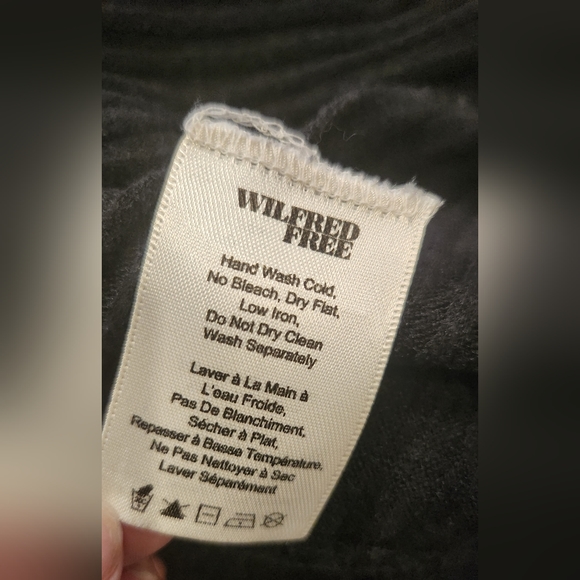 WILFRED
FREE
Hand Wash Cold,
No Bleach, Dry Flat,
Low Iron,
Do Not Dry Clean
Wash Separately
Laver à La Main à
L'eau Froide,
Pas De Blanchiment,
Sécher à Plat,
Repasser à Basse Température,
Ne Pas Nettoyer à Sac
Laver Séparément